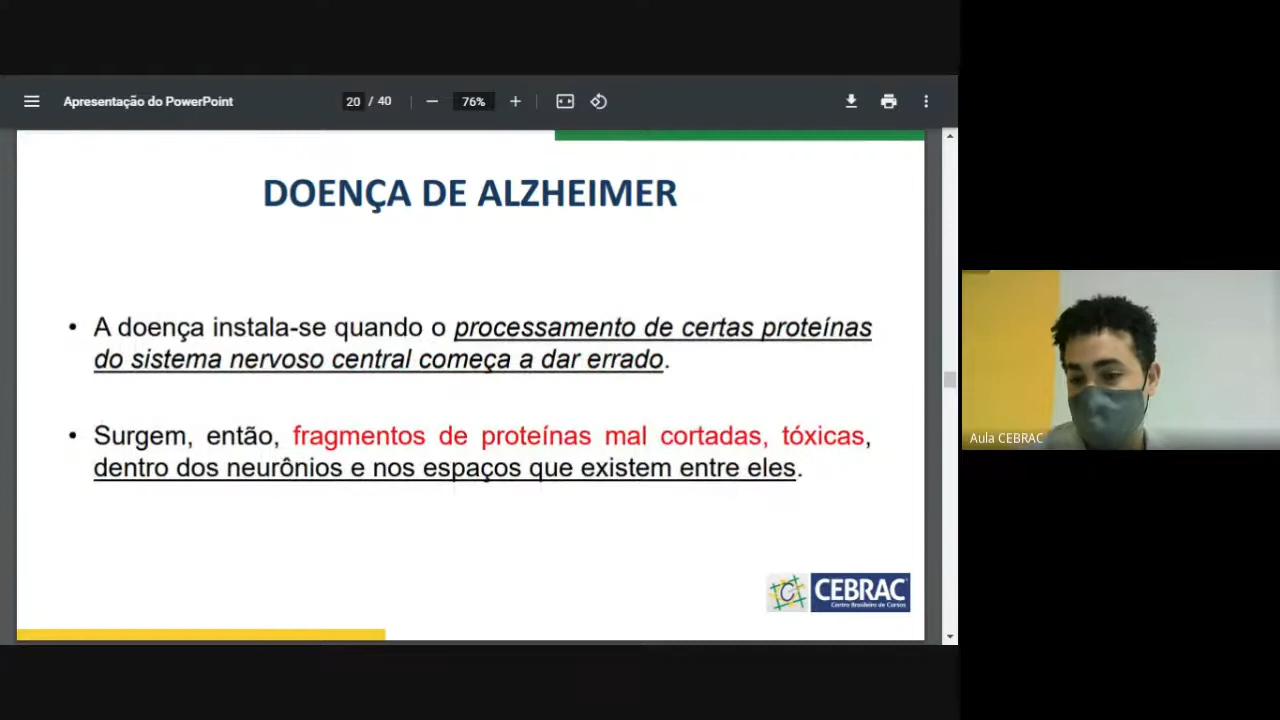 Apresentação do PowerPoint
20 / 40
76%
DOENÇA DE ALZHEIMER
• A doença instala-se quando o processamento de certas proteínas
do sistema nervoso central começa a dar errado.
• Surgem, então, fragmentos de proteínas mal cortadas, tóxicas,
dentro dos neurônios e nos espaços que existem entre eles.
CEBRAC
Centro Brasileiro de Cursos
Aula CEBRAC